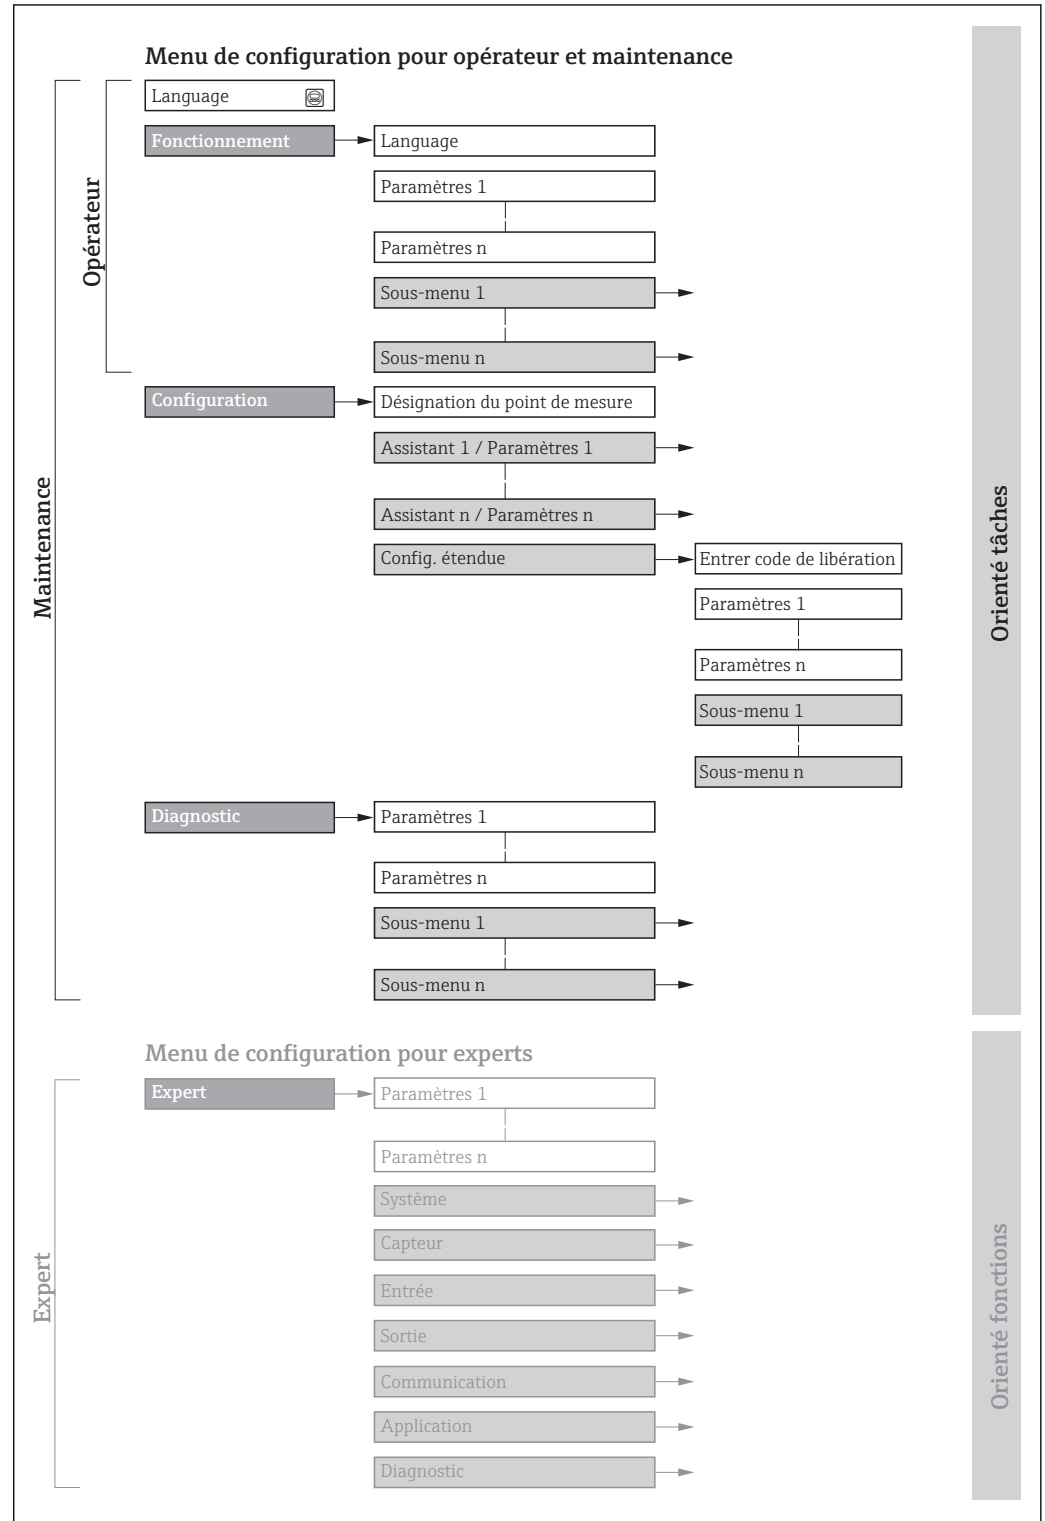 Menu de configuration pour opérateur et maintenance
Maintenance
Opérateur
Orienté tâches
Language
Fonctionnement
Language
Paramètres 1
Paramètres n
Sous-menu 1
Sous-menu n
Configuration
Désignation du point de mesure
Assistant 1 / Paramètres 1
Assistant n / Paramètres n
Config. étendue
Entrer code de libération
Paramètres 1
Paramètres n
Sous-menu 1
Sous-menu n
Diagnostic
Paramètres 1
Paramètres n
Sous-menu 1
Sous-menu n
Menu de configuration pour experts
Expert
Orienté fonctions
Expert
Paramètres 1
Paramètres n
Système
Capteur
Entrée
Sortie
Communication
Application
Diagnostic